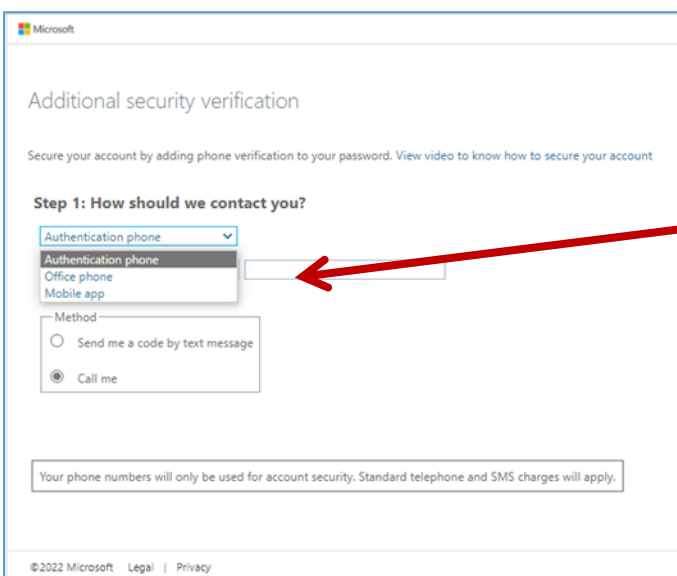 Microsoft
Additional security verification
Secure your account by adding phone verification to your password. View video to know how to secure your account
Step 1: How should we contact you?
Authentication phone
Authentication phone
Office phone
Mobile app
Method
Send me a code by text message
Call me
Your phone numbers will only be used for account security. Standard telephone and SMS charges will apply.
©2022 Microsoft Legal | Privacy